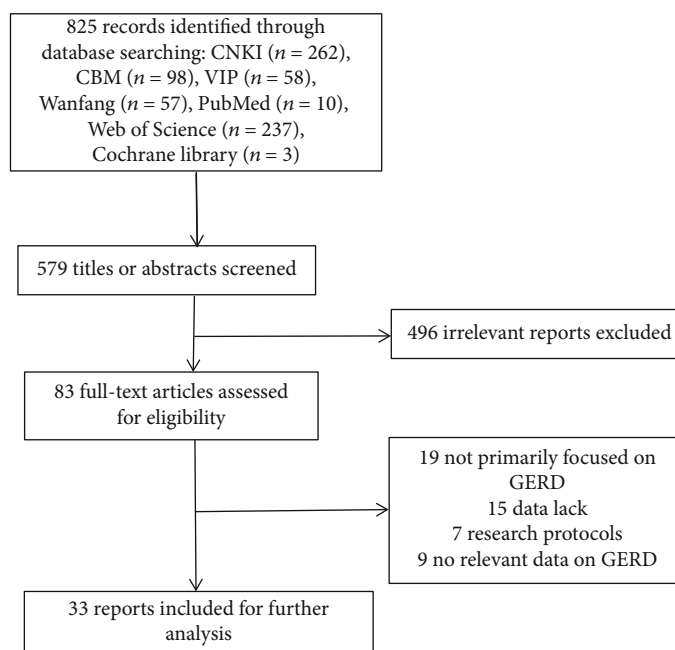 825 records identified through
database searching: CNKI (n = 262),
CBM (n = 98), VIP (n = 58),
Wanfang (n = 57), PubMed (n = 10),
Web of Science (n = 237),
Cochrane library (n = 3)
579 titles or abstracts screened
496 irrelevant reports excluded
83 full-text articles assessed
for eligibility
19 not primarily focused on
GERD
15 data lack
7 research protocols
9 no relevant data on GERD
33 reports included for further
analysis